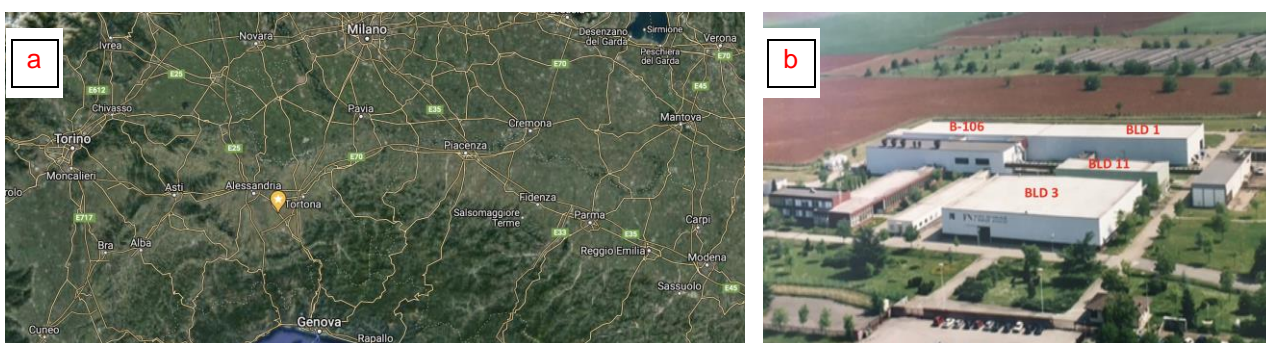 a
Milano
Ivrea
Novara
Desenzano
del Garda
Sirmione
Verona
Peschiera
del Garda
E70
E25
E70
E612
E45
Chivasso
Pavia
E35
Mantova
Torino
Cremona
Piacenza
E25
E70
Moncalieri
Asti
Alessandria
Tortona
Fidenza
E717
Salsomaggiore
Terme
Parma
Carpi
Bra
Alba
E33
E35
Reggio Emilia
Modena
Sassuolo
E45
Cuneo
Genova
Rapallo
b
B-106
BLD 1
BLD 11
BLD 3